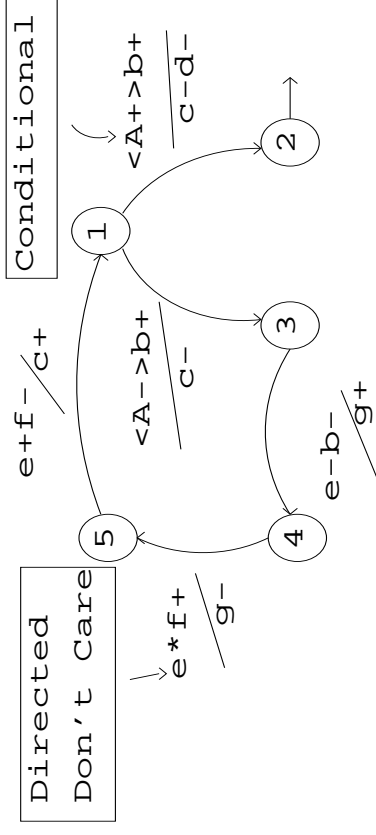 Directed
Don't Care
Conditional
e+f-
c+
<A+>b+
c-d-
1
<A->b+
c-
2
3
5
4
e*f+
g-
e-b-
g+